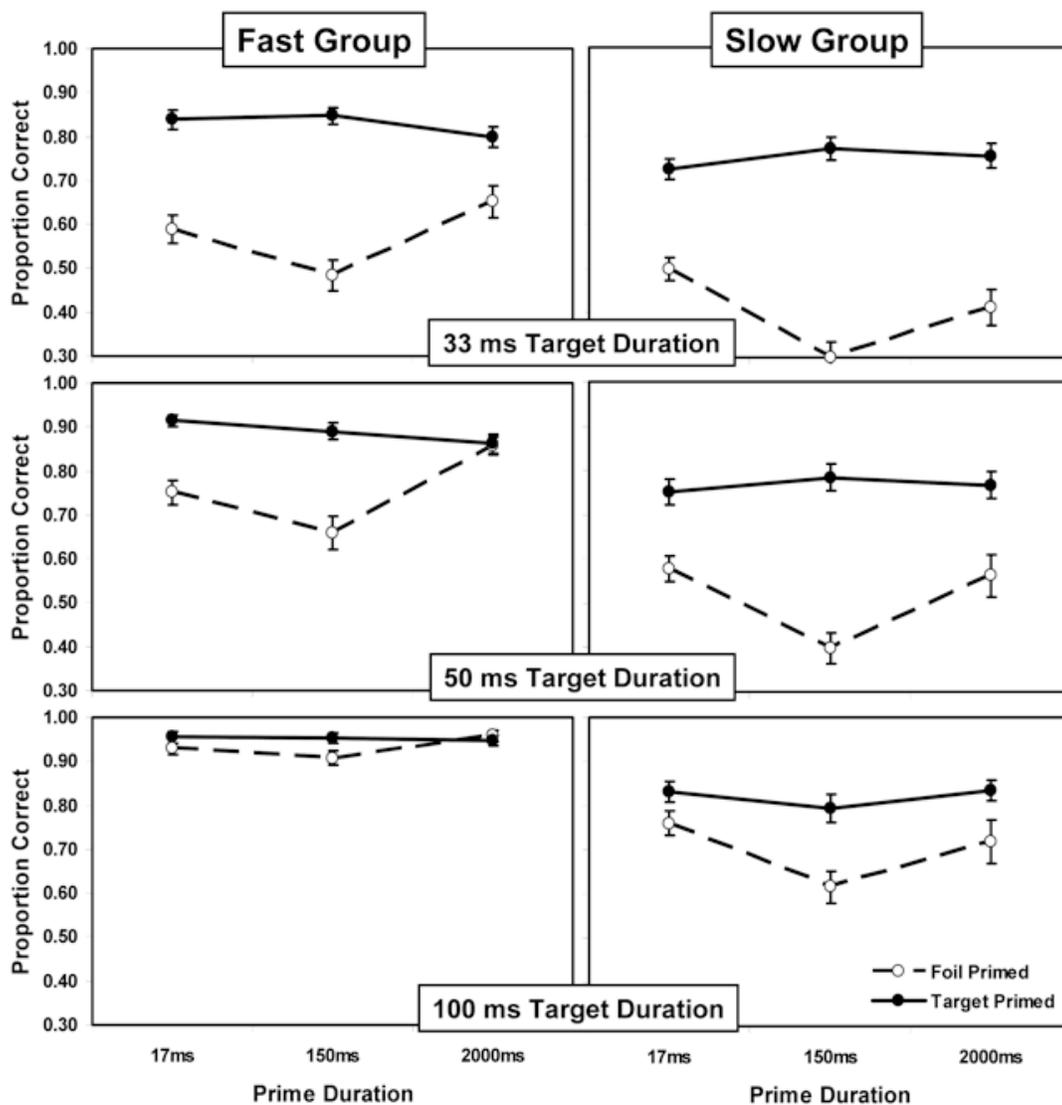 Fast Group
Slow Group
Proportion Correct
1.00
0.90
0.80
0.70
0.60
0.50
0.40
0.30
33 ms Target Duration
Proportion Correct
1.00
0.90
0.80
0.70
0.60
0.50
0.40
0.30
50 ms Target Duration
Proportion Correct
1.00
0.90
0.80
0.70
0.60
0.50
0.40
0.30
Foil Primed
Target Primed
100 ms Target Duration
17ms 150ms 2000ms
17ms 150ms 2000ms
Prime Duration
Prime Duration